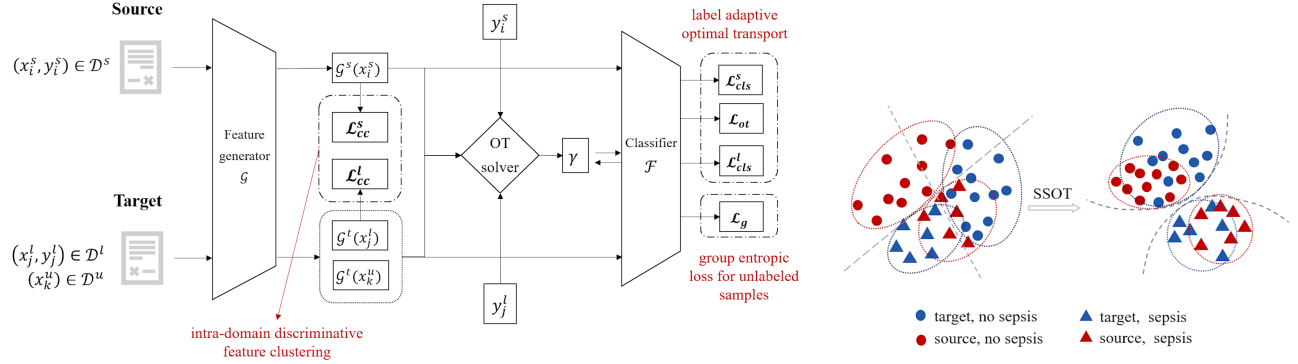 Source
(x_i^s, y_i^s) ∈ 𝒟^s
Target
(x_j^l, y_j^l) ∈ 𝒟^l
(x_k^u) ∈ 𝒟^u
Feature
generator
𝒢
𝒢^s(x_i^s)
ℒ_cc^s
ℒ_cc^l
𝒢^t(x_j^l)
𝒢^t(x_k^u)
intra-domain discriminative
feature clustering
y_i^s
OT
solver
γ
y_j^l
Classifier
ℱ
label adaptive
optimal transport
ℒ_cls^s
ℒ_ot
ℒ_cls^l
ℒ_g
group entropic
loss for unlabeled
samples
SSOT
target, no sepsis
target, sepsis
source, no sepsis
source, sepsis